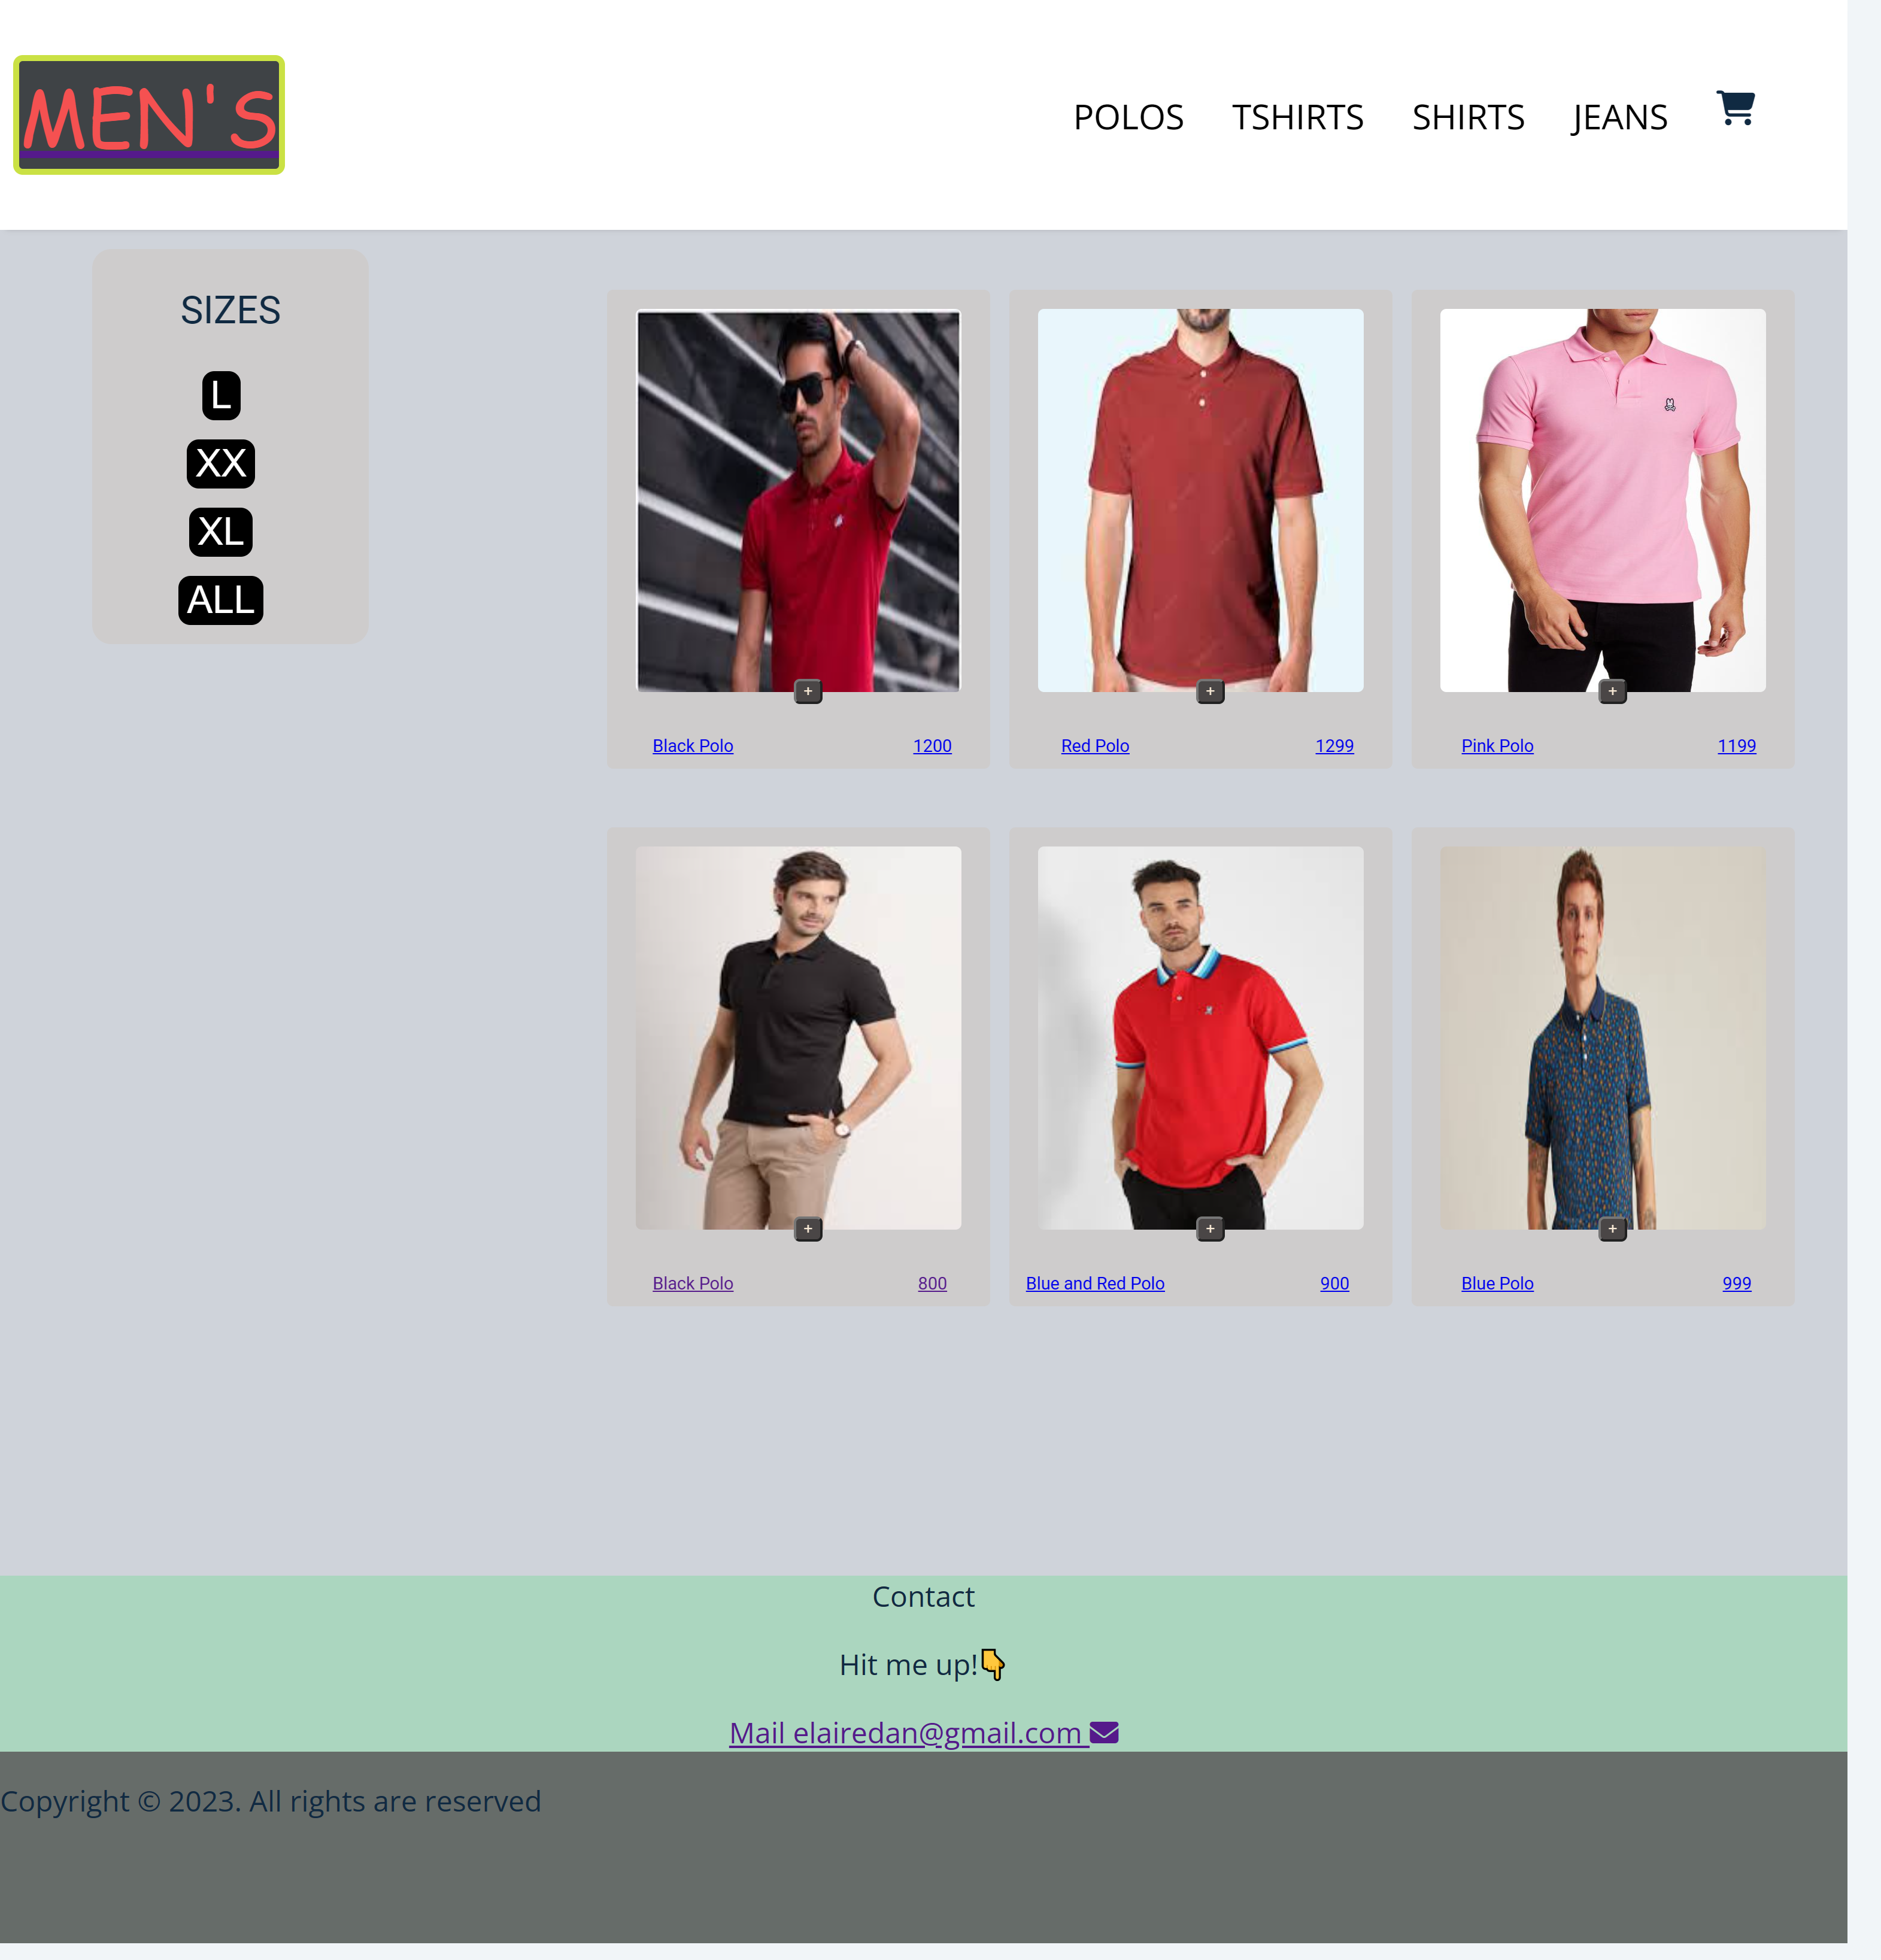 MEN'S
POLOS TSHIRTS SHIRTS JEANS
SIZES
L
XX
XL
ALL
+ + +
Black Polo 1200 Red Polo 1299 Pink Polo 1199
+ + +
Black Polo 800 Blue and Red Polo 900 Blue Polo 999
Contact
Hit me up!👇
Mail elairedan@gmail.com
Copyright © 2023. All rights are reserved